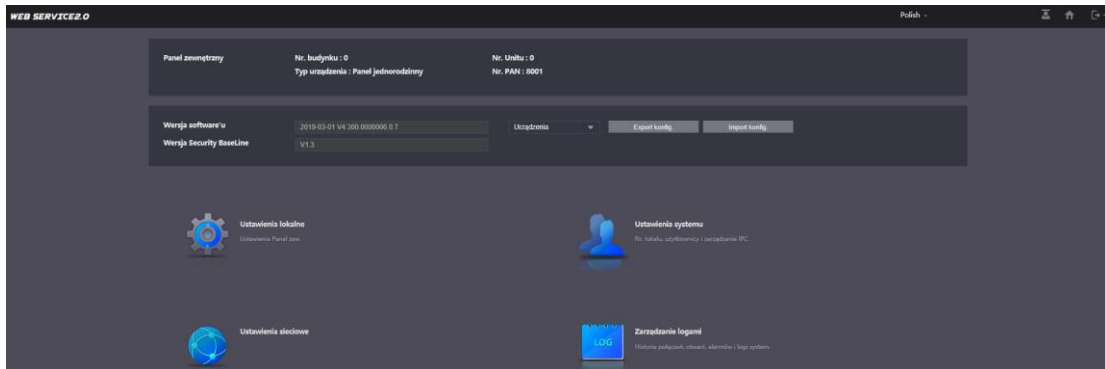 WEB SERVICE2.0
Polish
Panel zewnętrzny
Nr. budynku : 0
Nr. Unitu : 0
Typ urządzenia : Panel jednorodzinny
Nr. PAN : 8001
Wersja software'u
2019-03-01 V4.300.0000006.0 T
Urządzenia
Export konfig.
Import konfig.
Wersja Security BaseLine
V1.3
Ustawienia lokalne
Ustawienia Panel zew.
Ustawienia systemu
Nr. lokalu, użytkownicy i zarządzanie IPC.
Ustawienia sieciowe
LOG
Zarządzanie logami
Historia połączeń, otwarć, alarmów i logi system.